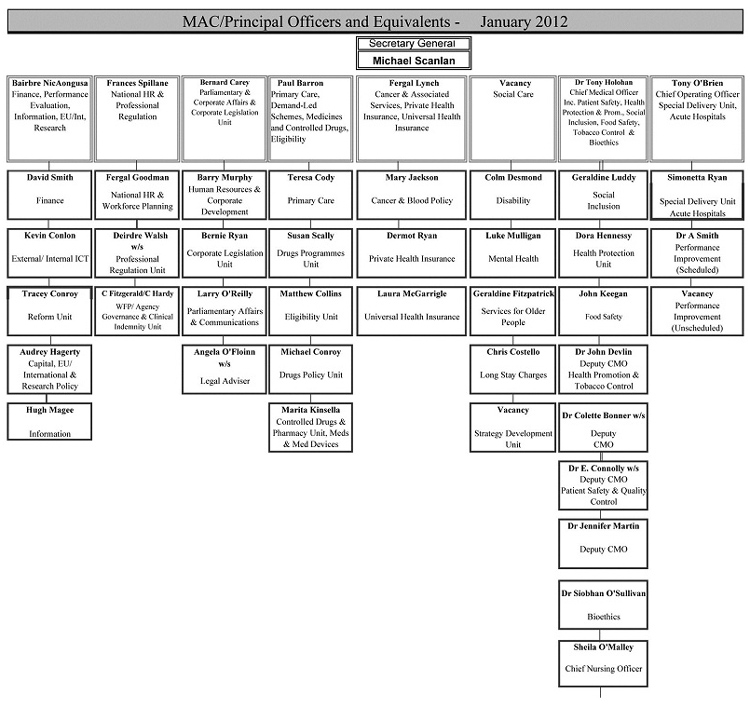 MAC/Principal Officers and Equivalents - January 2012
Secretary General
Michael Scanlan
Bairbre NicAongusa
Finance, Performance
Evaluation,
Information, EU/Int,
Research
David Smith
Finance
Kevin Conlon
External/ Internal ICT
Tracey Conroy
Reform Unit
Audrey Hagerty
Capital, EU/
International &
Research Policy
Hugh Magee
Information
Frances Spillane
National HR &
Professional
Regulation
Fergal Goodman
National HR &
Workforce Planning
Deirdre Walsh
w/s
Professional
Regulation Unit
C Fitzgerald/C Hardy
WFP/ Agency
Governance & Clinical
Indemnity Unit
Bernard Carey
Parliamentary &
Corporate Affairs &
Corporate Legislation
Unit
Barry Murphy
Human Resources &
Corporate
Development
Bernie Ryan
Corporate Legislation
Unit
Larry O'Reilly
Parliamentary Affairs
& Communications
Angela O'Floinn
w/s
Legal Adviser
Paul Barron
Primary Care,
Demand-Led
Schemes, Medicines
and Controlled Drugs,
Eligibility
Teresa Cody
Primary Care
Susan Scally
Drugs Programmes
Unit
Matthew Collins
Eligibility Unit
Michael Conroy
Drugs Policy Unit
Marita Kinsella
Controlled Drugs &
Pharmacy Unit, Meds
& Med Devices
Fergal Lynch
Cancer & Associated
Services, Private Health
Insurance, Universal Health
Insurance
Mary Jackson
Cancer & Blood Policy
Dermot Ryan
Private Health Insurance
Laura McGarrigle
Universal Health Insurance
Vacancy
Social Care
Colm Desmond
Disability
Luke Mulligan
Mental Health
Geraldine Fitzpatrick
Services for Older
People
Chris Costello
Long Stay Charges
Vacancy
Strategy Development
Unit
Dr Tony Holohan
Chief Medical Officer
Inc. Patient Safety, Health
Protection & Prom., Social
Inclusion, Food Safety,
Tobacco Control &
Bioethics
Geraldine Luddy
Social
Inclusion
Dora Hennessy
Health Protection
Unit
John Keegan
Food Safety
Dr John Devlin
Deputy CMO
Health Promotion &
Tobacco Control
Dr Colette Bonner w/s
Deputy
CMO
Dr E. Connolly w/s
Deputy CMO
Patient Safety & Quality
Control
Dr Jennifer Martin
Deputy CMO
Dr Siobhan O'Sullivan
Bioethics
Sheila O'Malley
Chief Nursing Officer
Tony O'Brien
Chief Operating Officer
Special Delivery Unit,
Acute Hospitals
Simonetta Ryan
Special Delivery Unit
Acute Hospitals
Dr A Smith
Performance
Improvement
(Scheduled)
Vacancy
Performance
Improvement
(Unscheduled)